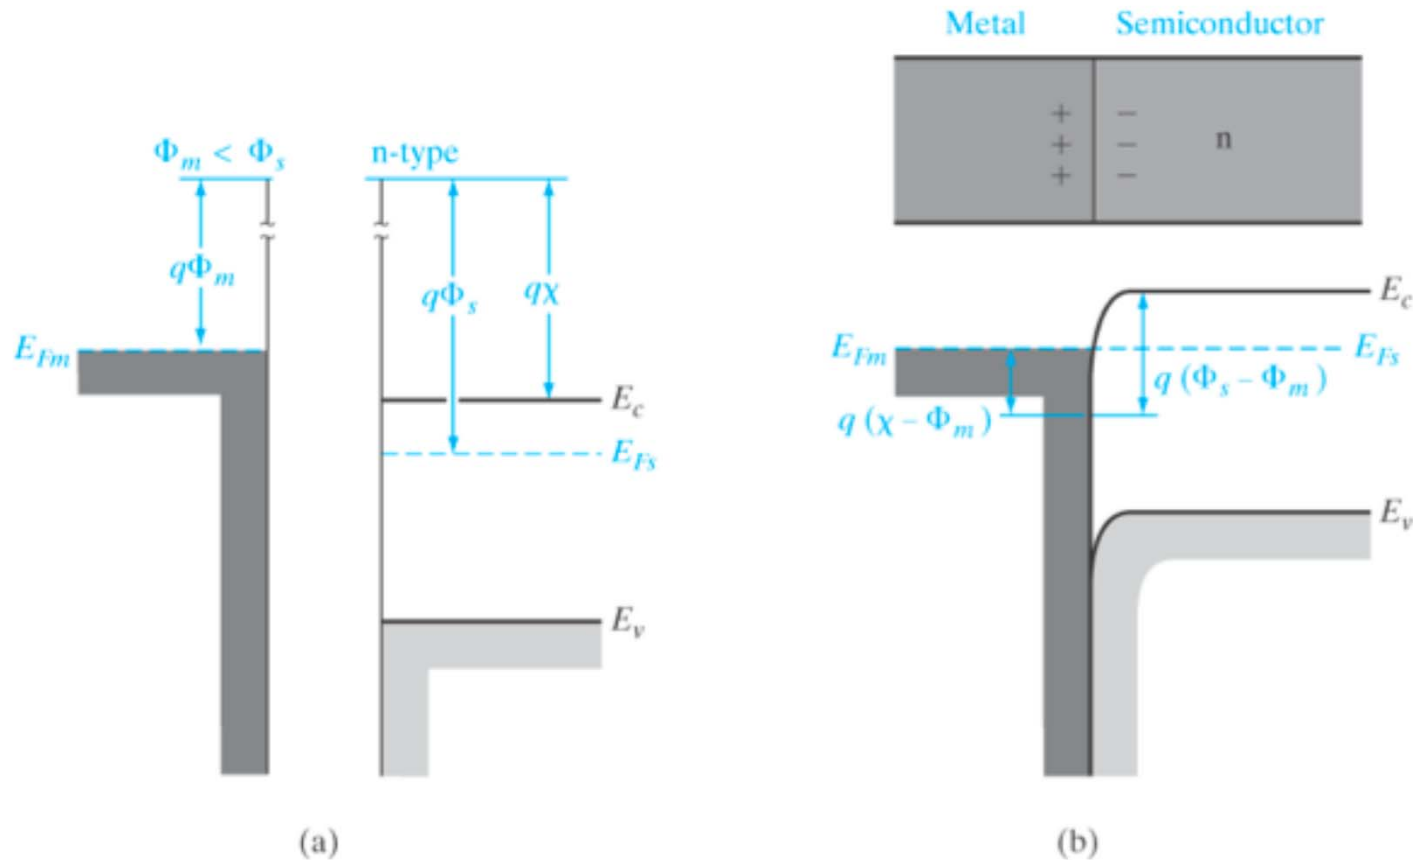 Φm < Φs
n-type
qΦm
qΦs
qχ
EFm
Ec
EFs
Ev
(a)
Metal Semiconductor
+ −
+ − n
+ −
Ec
EFm
EFs
q (Φs – Φm)
q (χ – Φm)
Ev
(b)